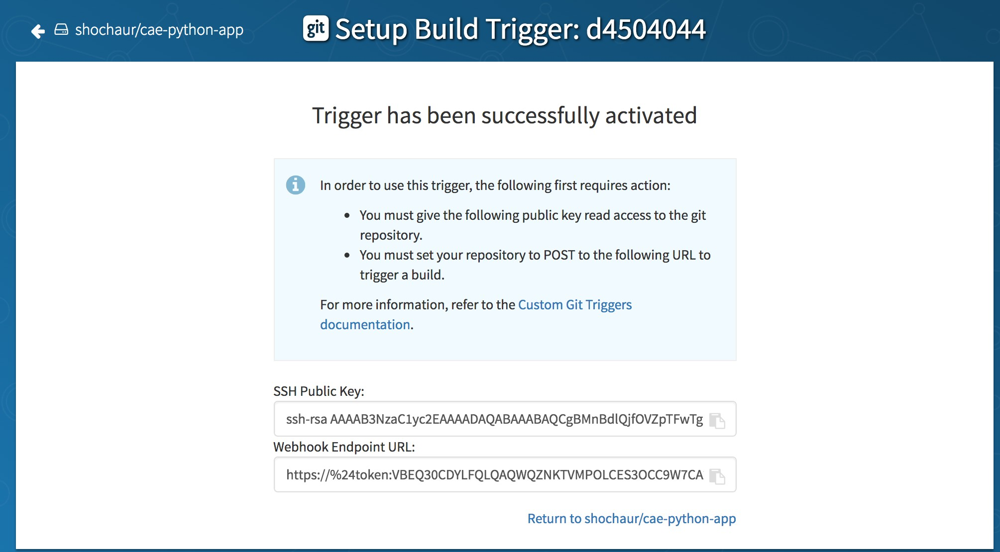 shochaur/cae-python-app
git Setup Build Trigger: d4504044
Trigger has been successfully activated
In order to use this trigger, the following first requires action:
• You must give the following public key read access to the git
repository.
• You must set your repository to POST to the following URL to
trigger a build.
For more information, refer to the Custom Git Triggers
documentation.
SSH Public Key:
ssh-rsa AAAAB3NzaC1yc2EAAAADAQABAAABAQCgBMnBdlQjfOVZpTFwTg
Webhook Endpoint URL:
https://%24token:VBEQ30CDYLFQLQAQWQZNKTVMPOLCES3OCC9W7CA
Return to shochaur/cae-python-app